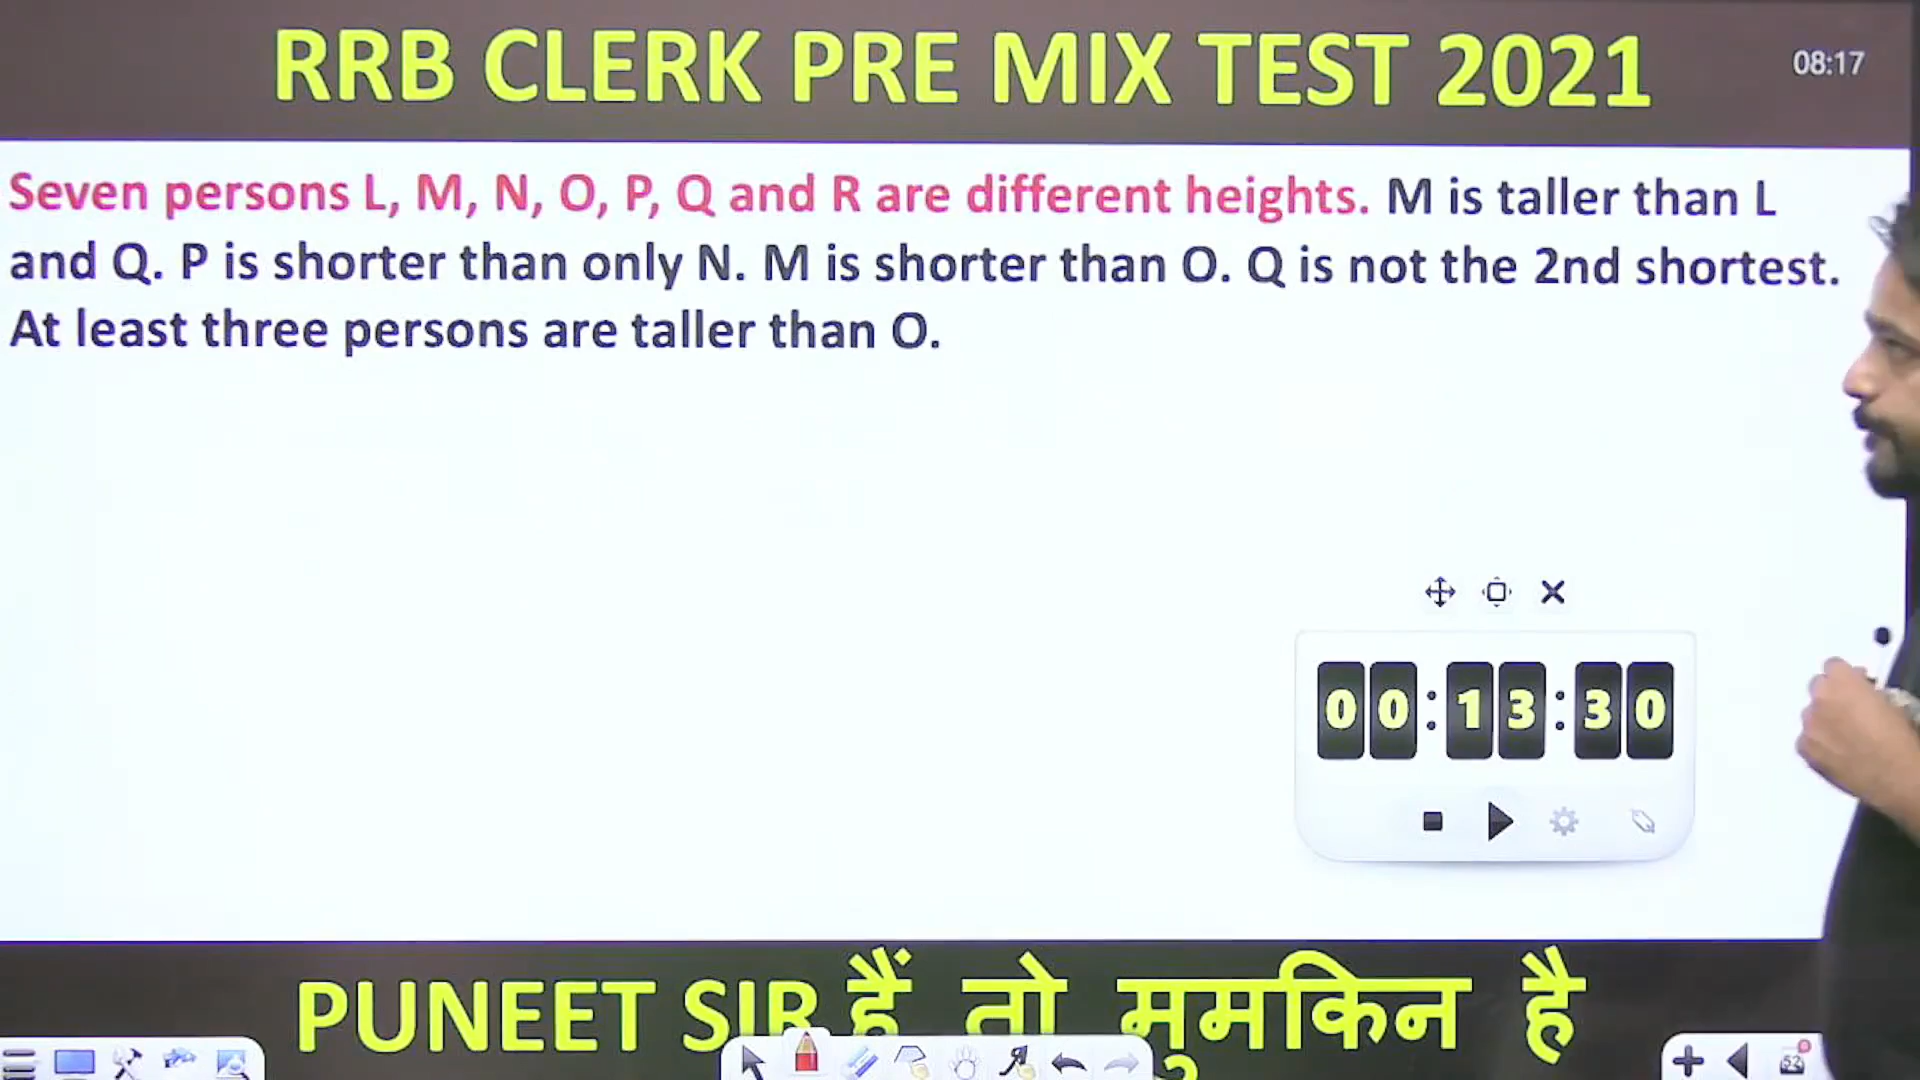 RRB CLERK PRE MIX TEST 2021
08:17
Seven persons L, M, N, O, P, Q and R are different heights. M is taller than L
and Q. P is shorter than only N. M is shorter than O. Q is not the 2nd shortest.
At least three persons are taller than O.
00:13:30
PUNEET SIR हैं तो मुमकिन है
52